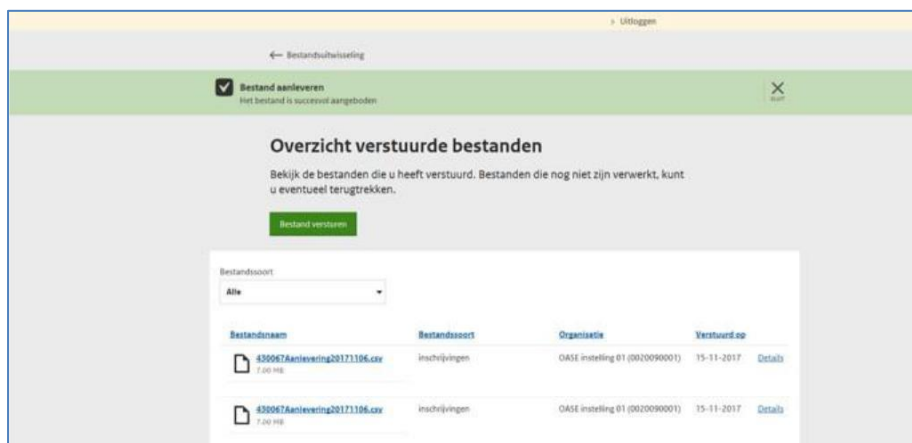 › Uitloggen
← Bestandsuitwisseling
Bestand aanleveren
Het bestand is succesvol aangeboden
SLUIT
Overzicht verstuurde bestanden
Bekijk de bestanden die u heeft verstuurd. Bestanden die nog niet zijn verwerkt, kunt
u eventueel terugtrekken.
Bestand versturen
Bestandssoort
Alle
Bestandsnaam Bestandssoort Organisatie Verstuurd op
430067Aanlevering20171106.csv inschrijvingen OASE instelling 01 (0020090001) 15-11-2017 Details
7.00 MB
430067Aanlevering20171106.csv inschrijvingen OASE instelling 01 (0020090001) 15-11-2017 Details
7.00 MB